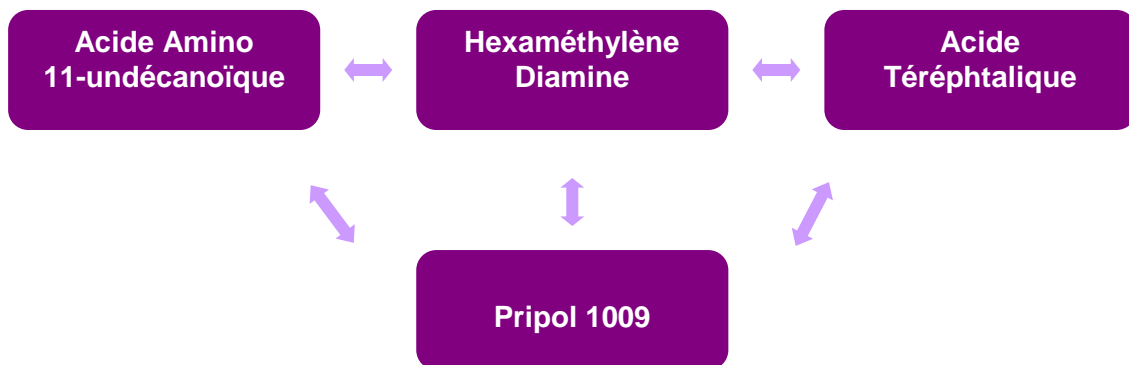 Acide Amino
11-undécanoïque
Hexaméthylène
Diamine
Acide
Téréphtalique
Pripol 1009